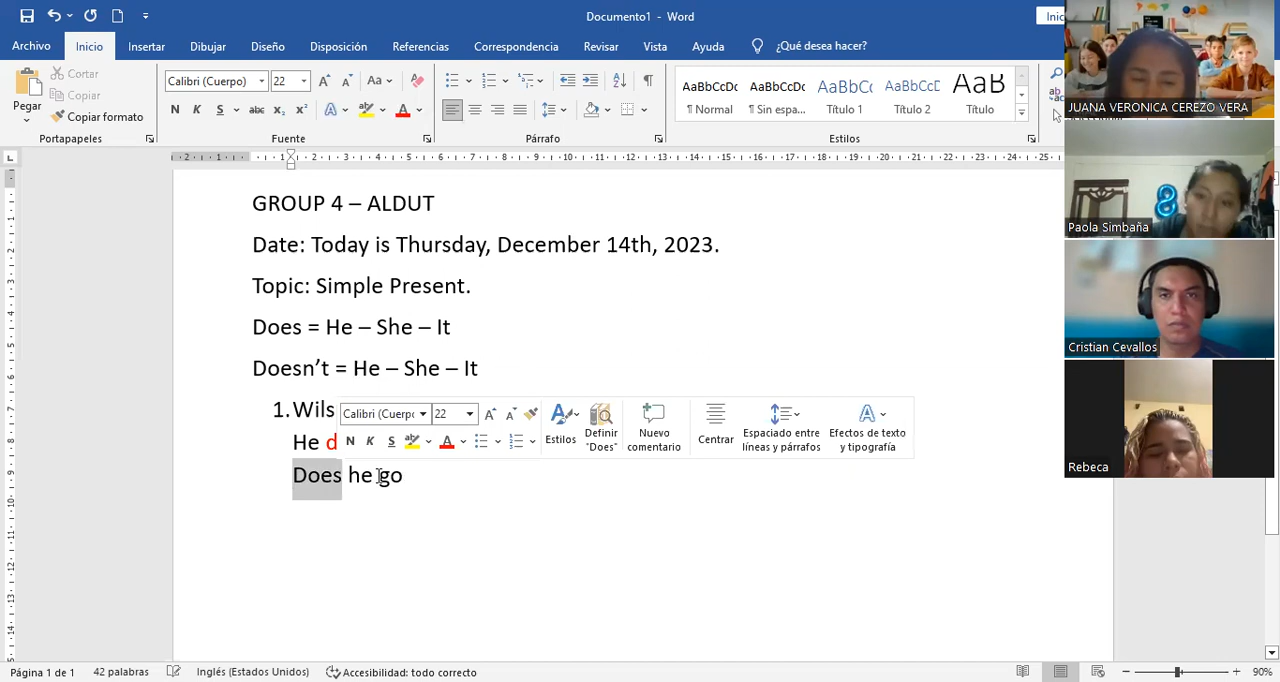 Documento1 - Word
Archivo Inicio Insertar Dibujar Diseño Disposición Referencias Correspondencia Revisar Vista Ayuda ¿Qué desea hacer?
Pegar
Cortar
Copiar
Copiar formato
Portapapeles
Calibri (Cuerpo) 22
Fuente
Párrafo
AaBbCcDc AaBbCcDc AaBbCc AaBbCcD AaB
¶ Normal ¶ Sin espa... Título 1 Título 2 Título
Estilos
GROUP 4 – ALDUT
Date: Today is Thursday, December 14th, 2023.
Topic: Simple Present.
Does = He – She – It
Doesn’t = He – She – It
1. Wils
He d
Does he go
Calibri (Cuerp 22
Estilos
Definir "Does"
Nuevo comentario
Centrar
Espaciado entre líneas y párrafos
Efectos de texto y tipografía
JUANA VERONICA CEREZO VERA
Paola Simbaña
Cristian Cevallos
Rebeca
Página 1 de 1 42 palabras Inglés (Estados Unidos) Accesibilidad: todo correcto 90%